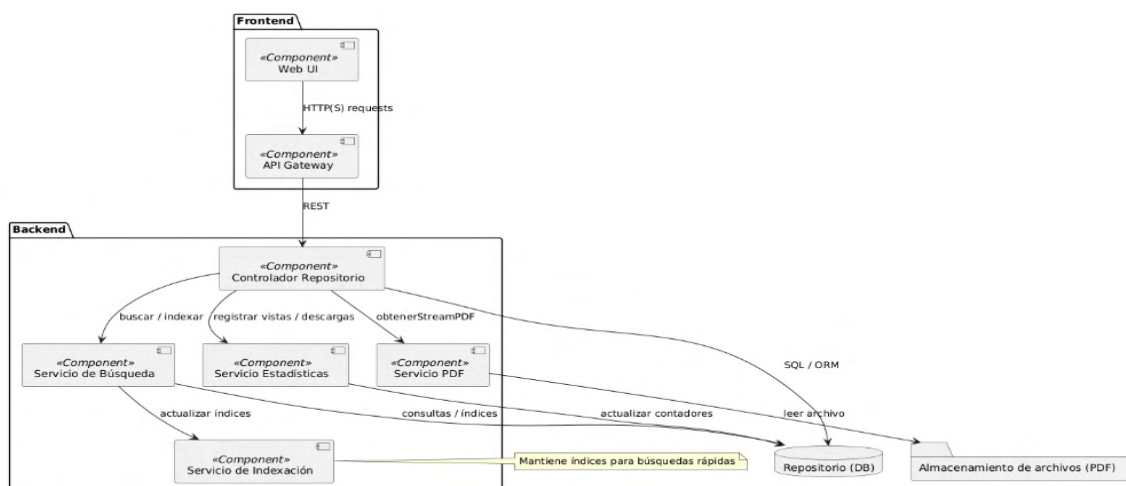 Frontend
«Component»
Web UI
HTTP(S) requests
«Component»
API Gateway
REST
Backend
«Component»
Controlador Repositorio
buscar / indexar
registrar vistas / descargas
obtenerStreamPDF
SQL / ORM
«Component»
Servicio de Búsqueda
«Component»
Servicio Estadísticas
«Component»
Servicio PDF
actualizar índices
consultas / índices
actualizar contadores
leer archivo
«Component»
Servicio de Indexación
Mantiene índices para búsquedas rápidas
Repositorio (DB)
Almacenamiento de archivos (PDF)